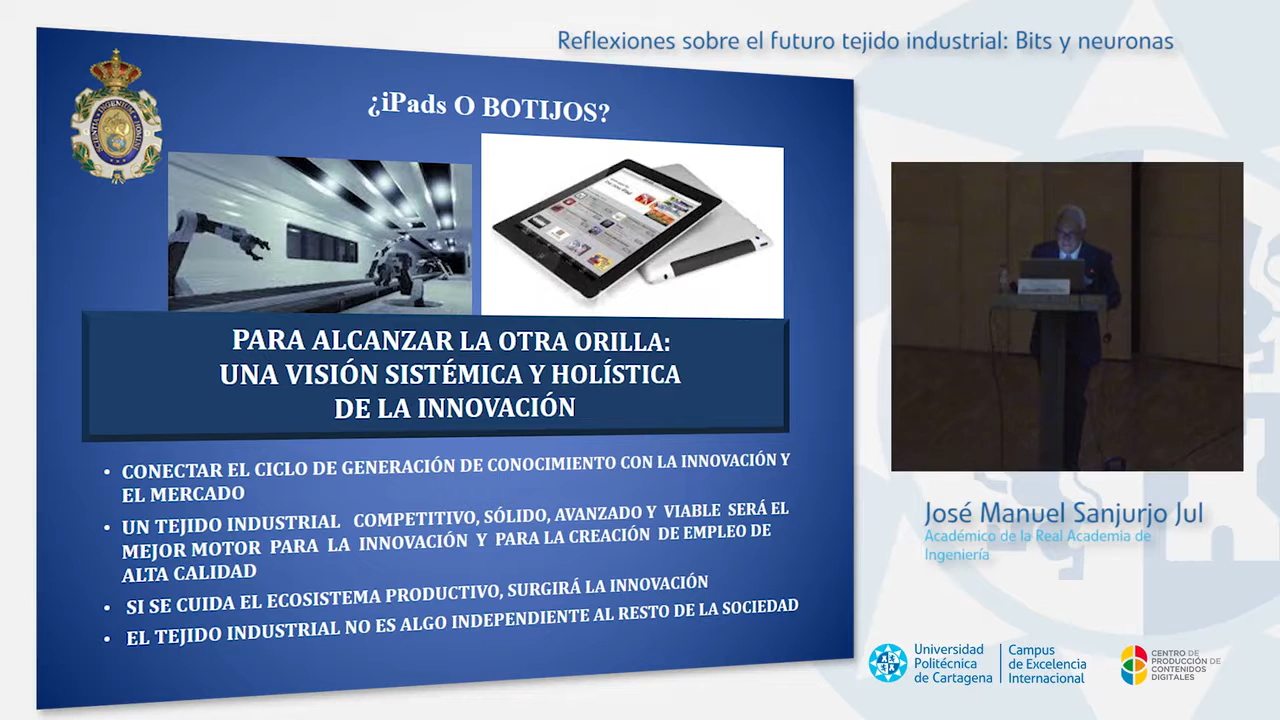 Reflexiones sobre el futuro tejido industrial: Bits y neuronas
¿iPads O BOTIJOS?
PARA ALCANZAR LA OTRA ORILLA:
UNA VISIÓN SISTÉMICA Y HOLÍSTICA
DE LA INNOVACIÓN
• CONECTAR EL CICLO DE GENERACIÓN DE CONOCIMIENTO CON LA INNOVACIÓN Y
EL MERCADO
• UN TEJIDO INDUSTRIAL COMPETITIVO, SÓLIDO, AVANZADO Y VIABLE SERÁ EL
MEJOR MOTOR PARA LA INNOVACIÓN Y PARA LA CREACIÓN DE EMPLEO DE
ALTA CALIDAD
• SI SE CUIDA EL ECOSISTEMA PRODUCTIVO, SURGIRÁ LA INNOVACIÓN
• EL TEJIDO INDUSTRIAL NO ES ALGO INDEPENDIENTE AL RESTO DE LA SOCIEDAD
José Manuel Sanjurjo Jul
Académico de la Real Academia de
Ingeniería
Universidad
Politécnica
de Cartagena
Campus
de Excelencia
Internacional
CENTRO DE
PRODUCCIÓN DE
CONTENIDOS
DIGITALES